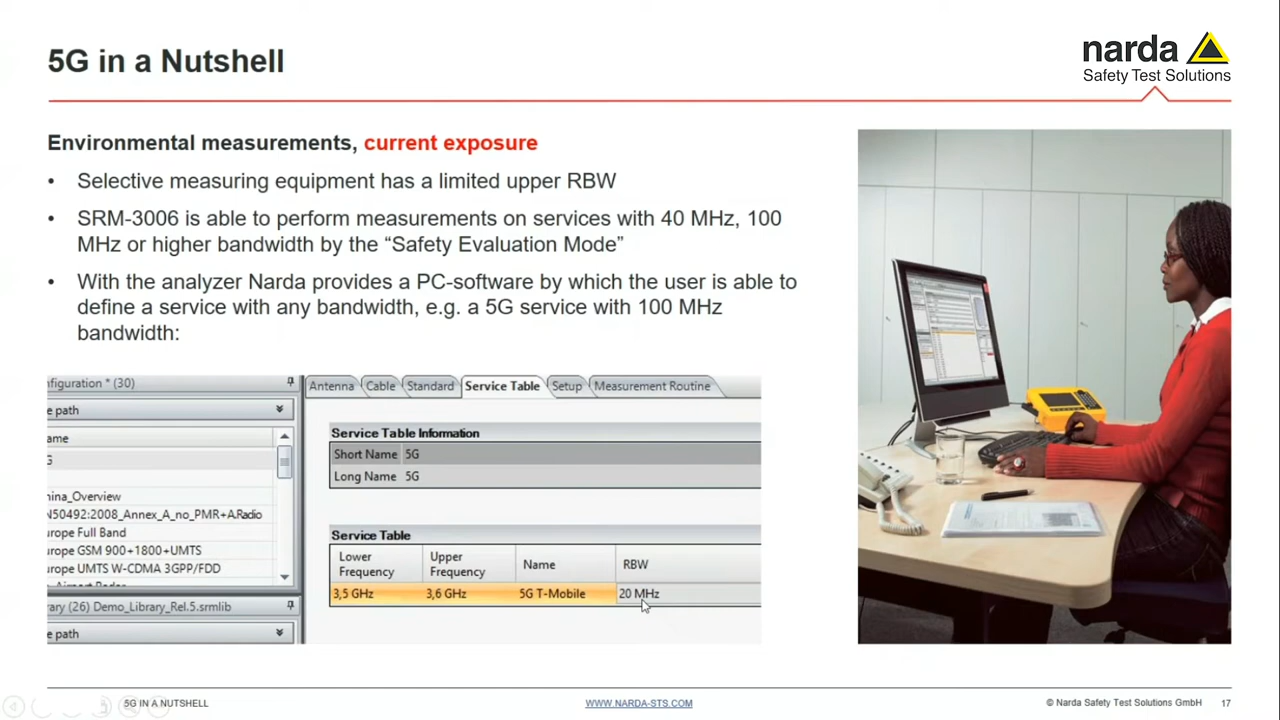 5G in a Nutshell
narda
Safety Test Solutions
Environmental measurements, current exposure
• Selective measuring equipment has a limited upper RBW
• SRM-3006 is able to perform measurements on services with 40 MHz, 100
MHz or higher bandwidth by the “Safety Evaluation Mode”
• With the analyzer Narda provides a PC-software by which the user is able to
define a service with any bandwidth, e.g. a 5G service with 100 MHz
bandwidth:
nfiguration * (30)
e path
ame
G
hina_Overview
N50492:2008_Annex_A_no_PMR+A.Radio
urope Full Band
urope GSM 900+1800+UMTS
urope UMTS W-CDMA 3GPP/FDD
rary (26) Demo_Library_Rel.5.srmlib
e path
Antenna Cable Standard Service Table Setup Measurement Routine
Service Table Information
Short Name 5G
Long Name 5G
Service Table
Lower Frequency Upper Frequency Name RBW
3,5 GHz 3,6 GHz 5G T-Mobile 20 MHz
5G IN A NUTSHELL
WWW.NARDA-STS.COM
© Narda Safety Test Solutions GmbH 17